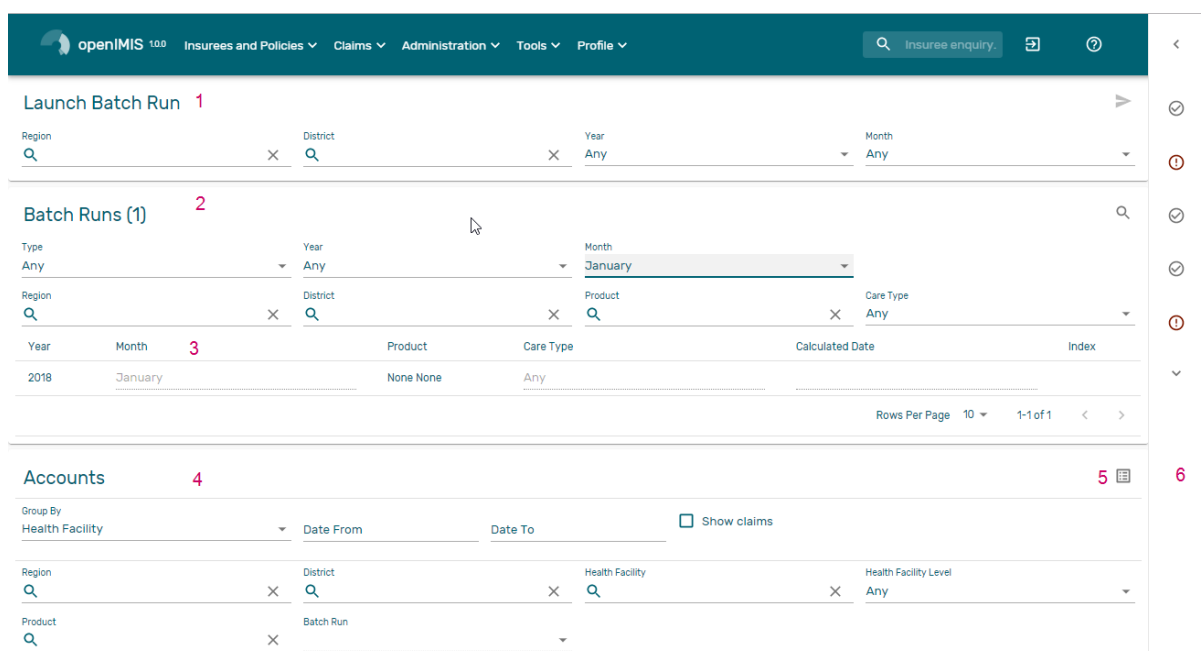 openIMIS 1.0.0 Insurees and Policies Claims Administration Tools Profile Insuree enquiry.
Launch Batch Run 1
Region District Year Month
Any Any
2
Batch Runs (1)
Type Year Month
Any Any January
Region District Product Care Type
Any
Year Month 3 Product Care Type Calculated Date Index
2018 January None None Any
Rows Per Page 10 1-1 of 1
Accounts 4 5 6
Group By
Health Facility Date From Date To Show claims
Region District Health Facility Health Facility Level
Any
Product Batch Run